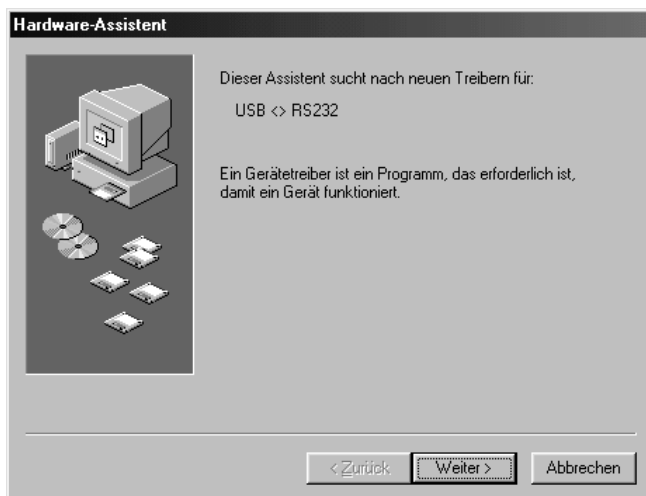 Hardware-Assistent
Dieser Assistent sucht nach neuen Treibern für:
USB <> RS232
Ein Gerätetreiber ist ein Programm, das erforderlich ist,
damit ein Gerät funktioniert.
< Zurück
Weiter >
Abbrechen